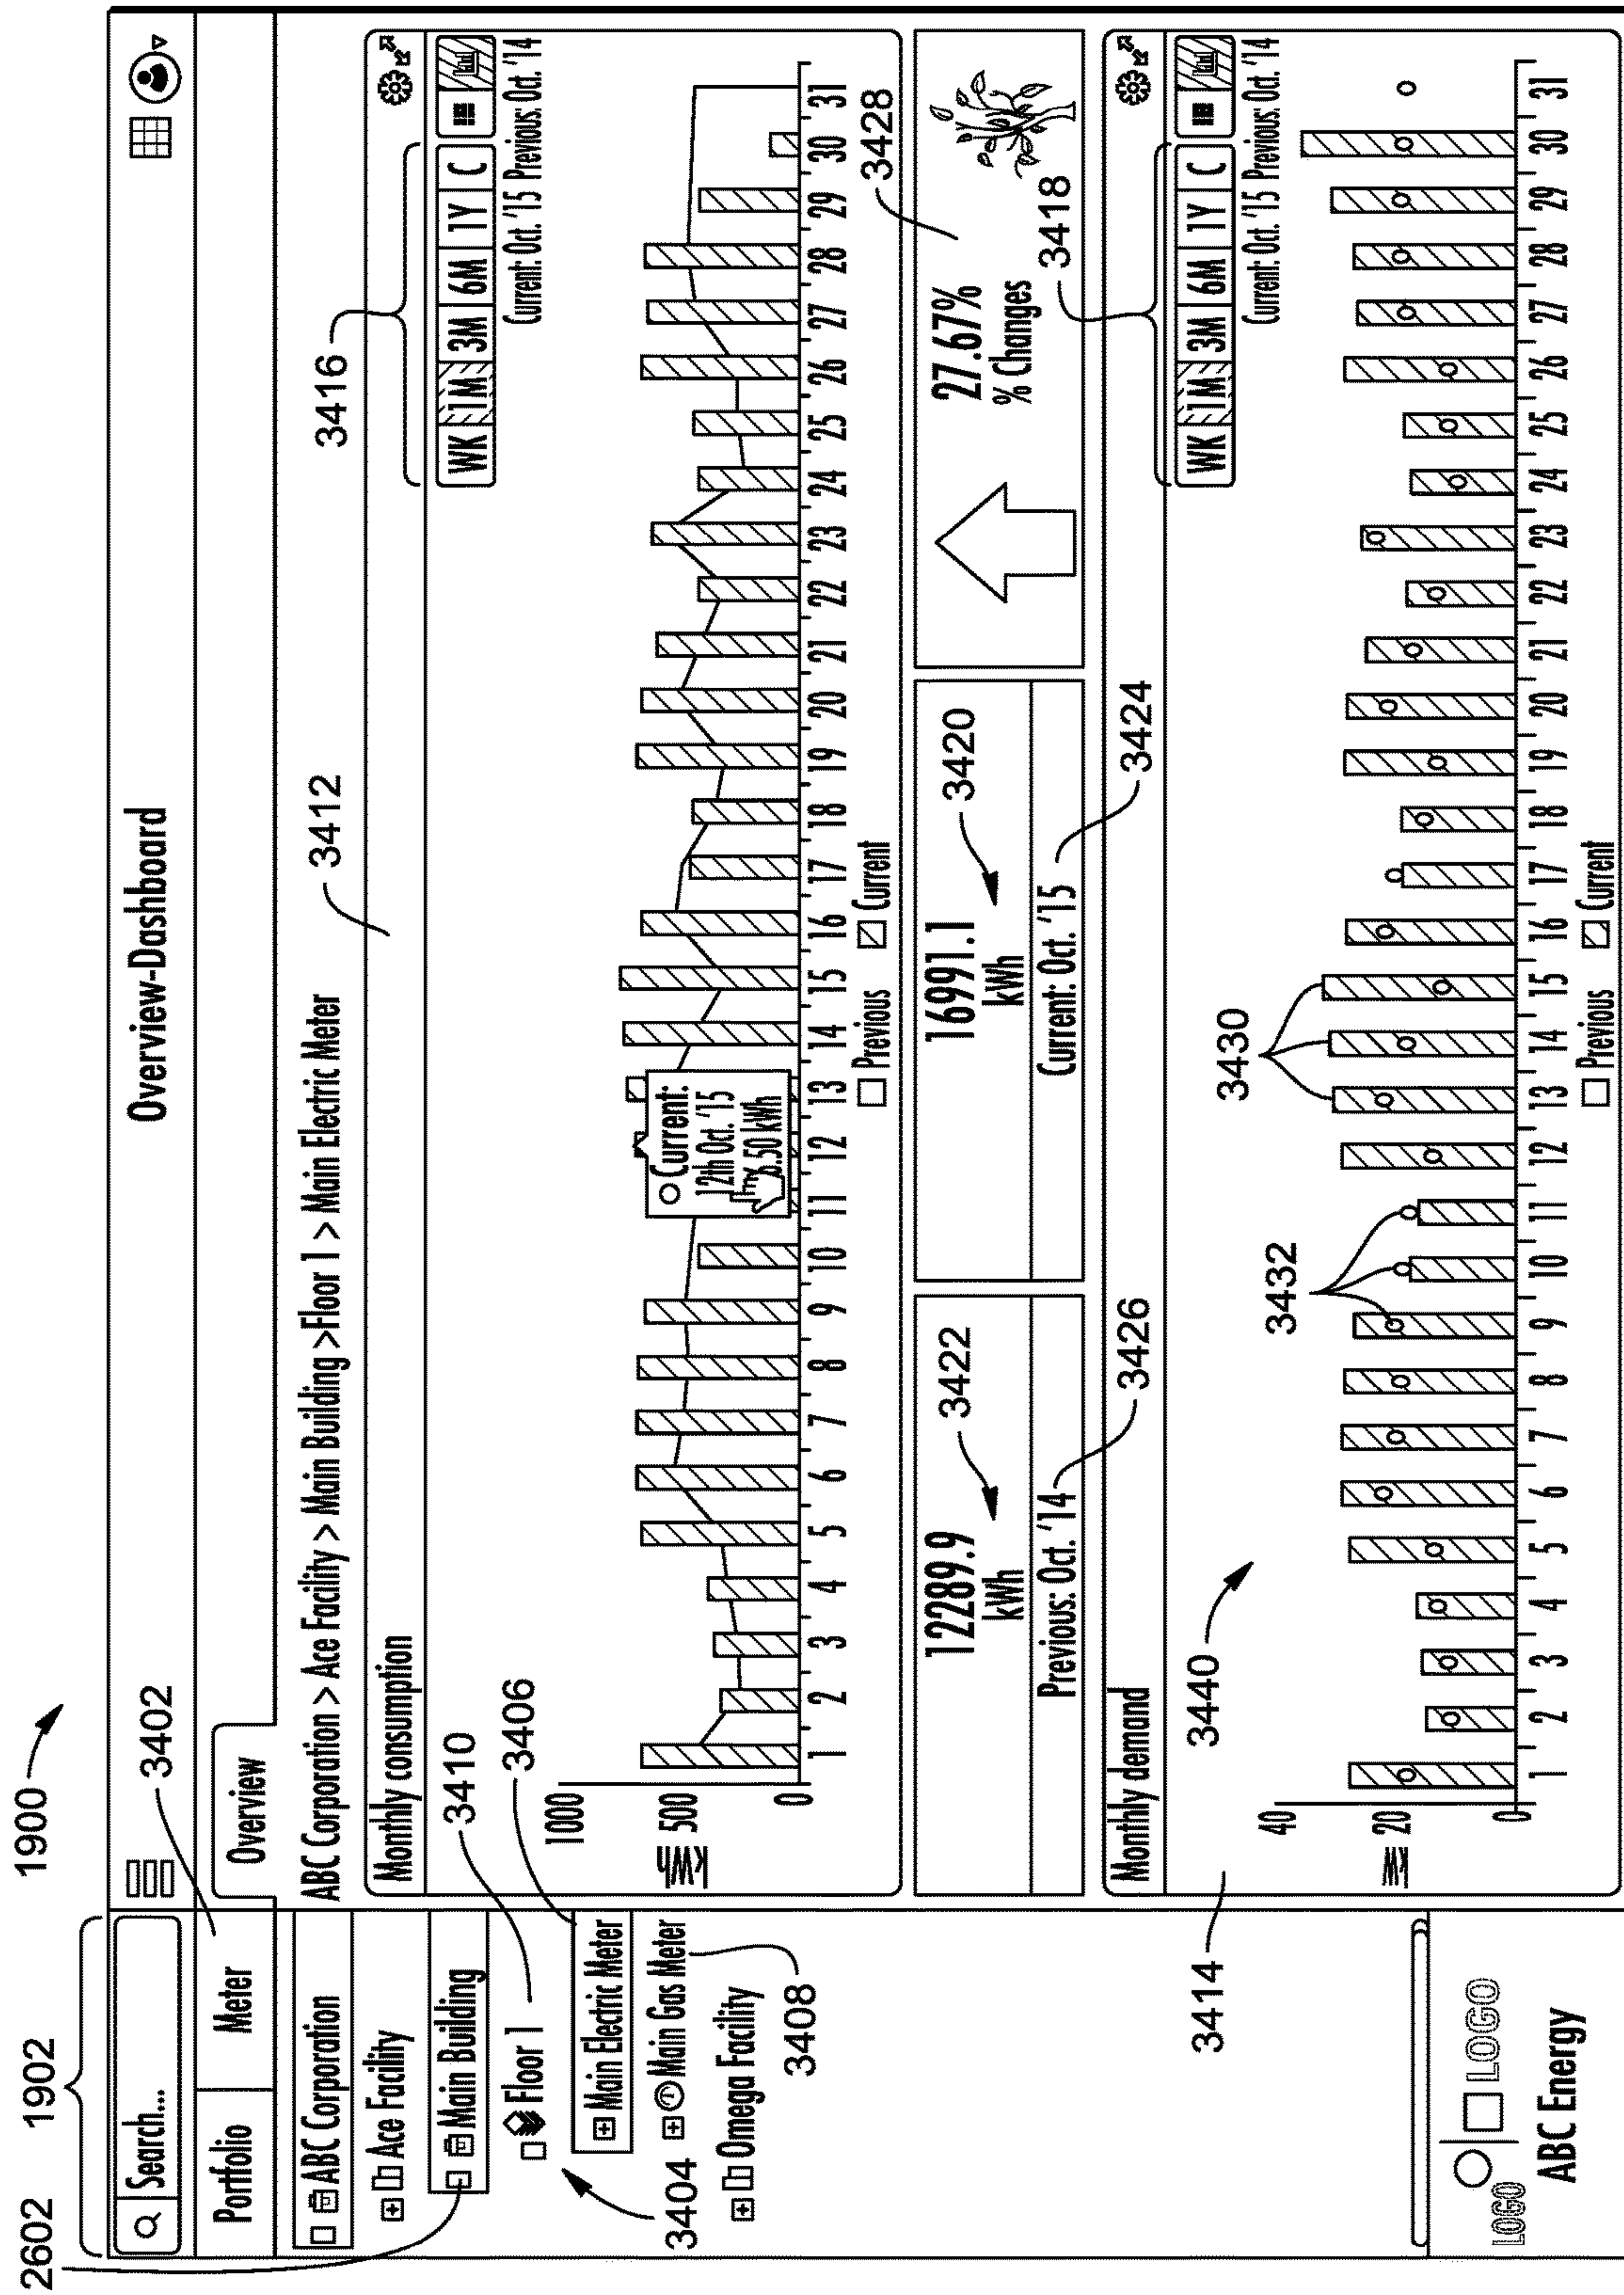 1900
2602
1902
3402
Search...
Overview-Dashboard
Portfolio
Meter
Overview
ABC Corporation
Ace Facility
Main Building
Floor 1
Main Electric Meter
Main Gas Meter
Omega Facility
3410
3406
3404
3408
ABC Corporation > Ace Facility > Main Building >Floor 1 > Main Electric Meter
3412
3416
Monthly consumption
WK 1M 3M 6M 1Y C
Current: Oct. '15 Previous: Oct. '14
kWh
1000
500
0
Current:
12th Oct. '15
6.50 kWh
1 2 3 4 5 6 7 8 9 10 11 12 13 14 15 16 17 18 19 20 21 22 23 24 25 26 27 28 29 30 31
Previous Current
12289.9
kWh
3422
Previous: Oct. '14
3426
16991.1
kWh
3420
Current: Oct. '15
3424
27.67%
% Changes
3428
3418
Monthly demand
WK 1M 3M 6M 1Y C
Current: Oct. '15 Previous: Oct. '14
3414
3440
3432
3430
kW
40
20
0
1 2 3 4 5 6 7 8 9 10 11 12 13 14 15 16 17 18 19 20 21 22 23 24 25 26 27 28 29 30 31
Previous Current
LOGO
LOGO
ABC Energy